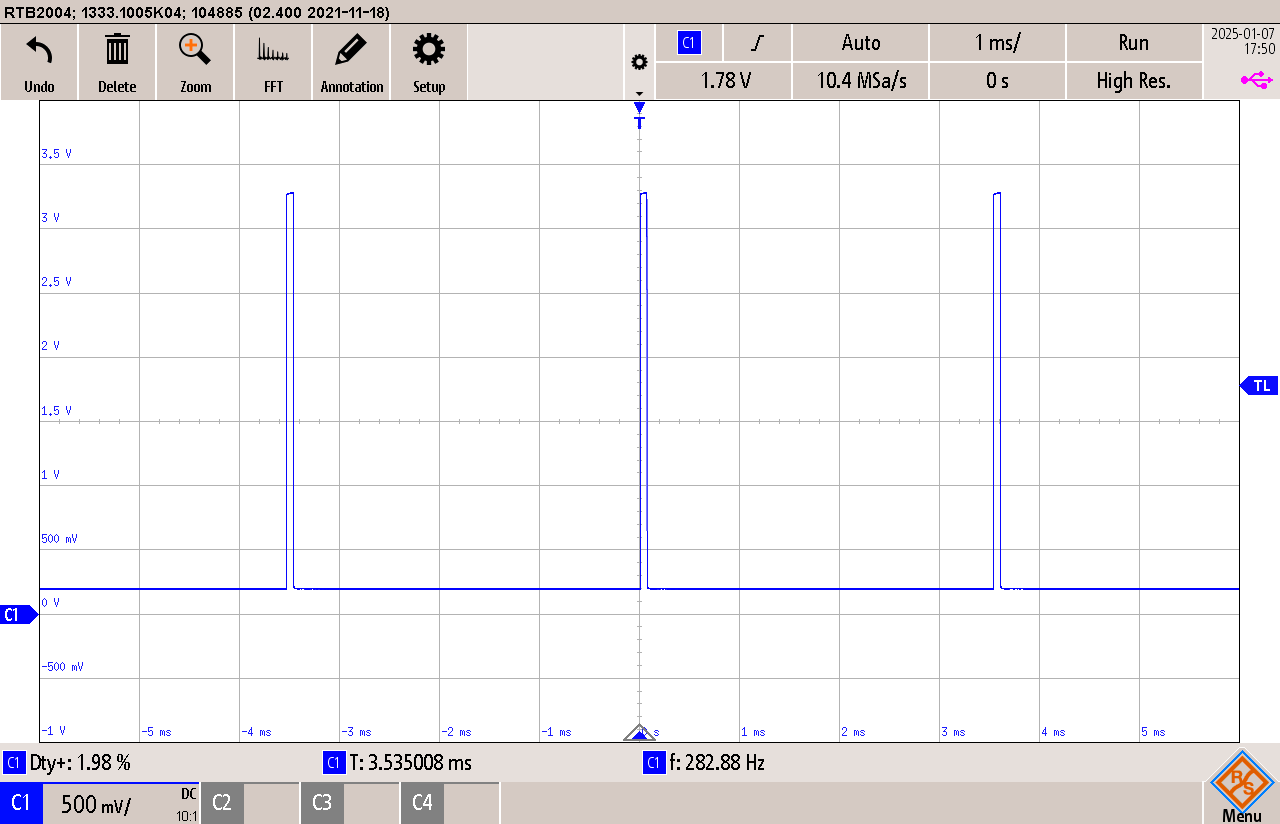 RTB2004; 1333.1005K04; 104885 (02.400 2021-11-18)
Undo Delete Zoom FFT Annotation Setup
C1 Auto 1 ms/ Run
1.78 V 10.4 MSa/s 0 s High Res.
2025-01-07
17:50
T
3.5 V
3 V
2.5 V
2 V
TL
1.5 V
1 V
500 mV
0 V
C1
-500 mV
-1 V -5 ms -4 ms -3 ms -2 ms -1 ms 0 s 1 ms 2 ms 3 ms 4 ms 5 ms
C1 Dty+: 1.98 % C1 T: 3.535008 ms C1 f: 282.88 Hz
C1 500 mV/ DC 10:1 C2 C3 C4
R S
Menu